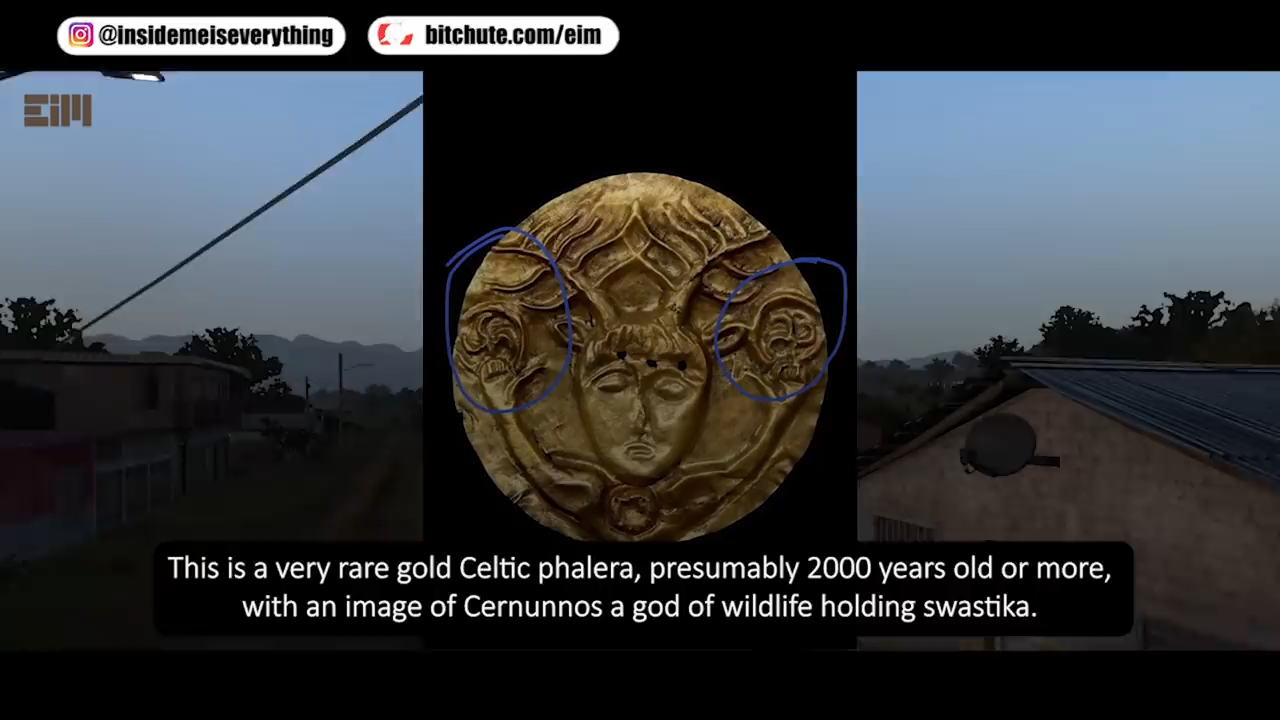 @insidemeiseverything
bitchute.com/eim
EiM
This is a very rare gold Celtic phalera, presumably 2000 years old or more,
with an image of Cernunnos a god of wildlife holding swastika.